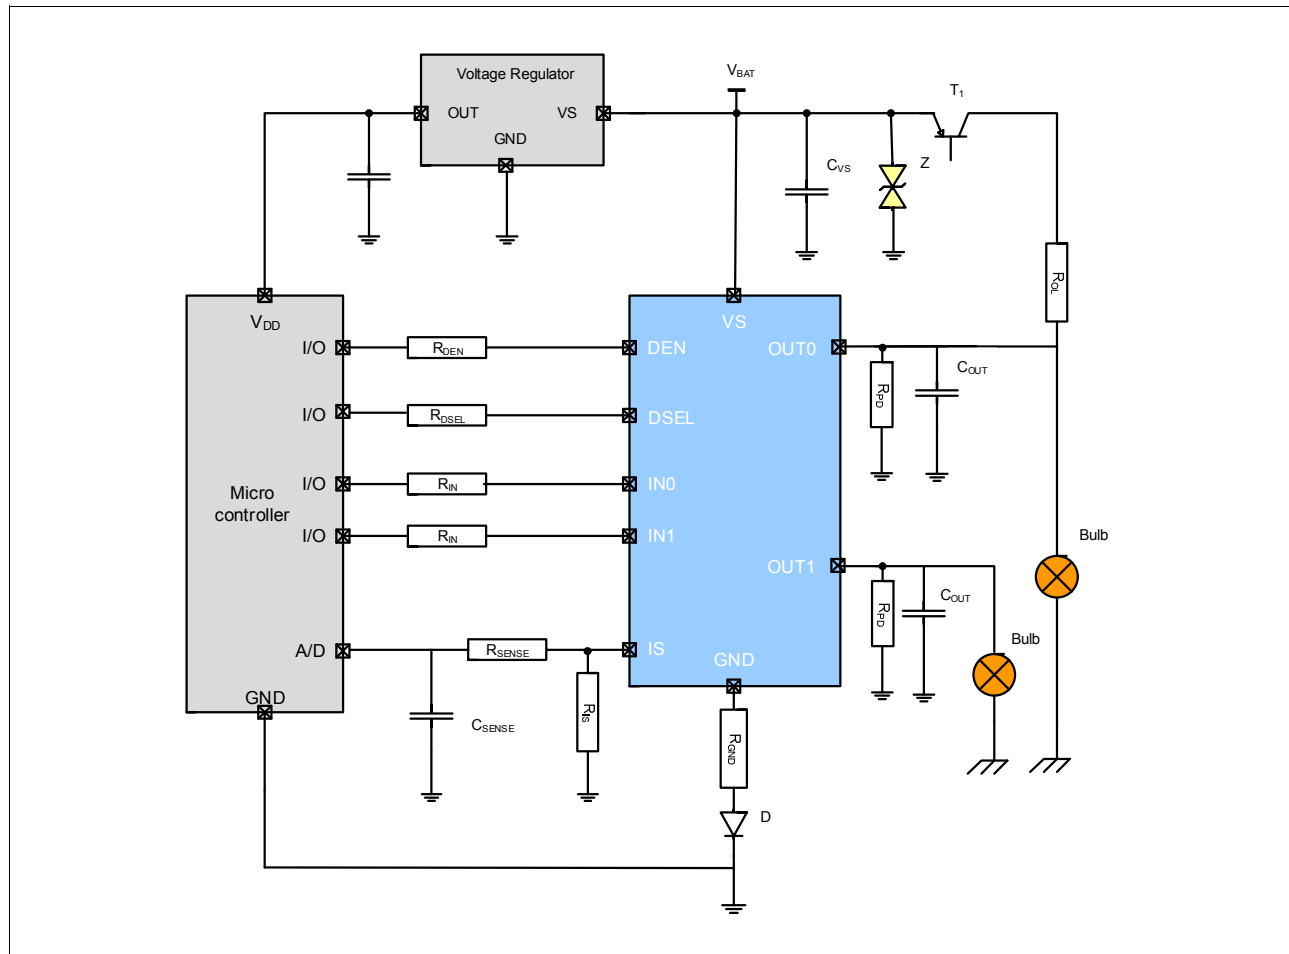 Voltage Regulator
OUT
VS
GND
VBAT
T1
CVS
Z
ROL
VDD
VS
I/O
RDEN
DEN
OUT0
COUT
RPD
I/O
RDSEL
DSEL
I/O
RIN
IN0
Micro
controller
I/O
RIN
IN1
Bulb
OUT1
COUT
RPD
Bulb
A/D
RSENSE
IS
GND
GND
RIS
CSENSE
RGND
D